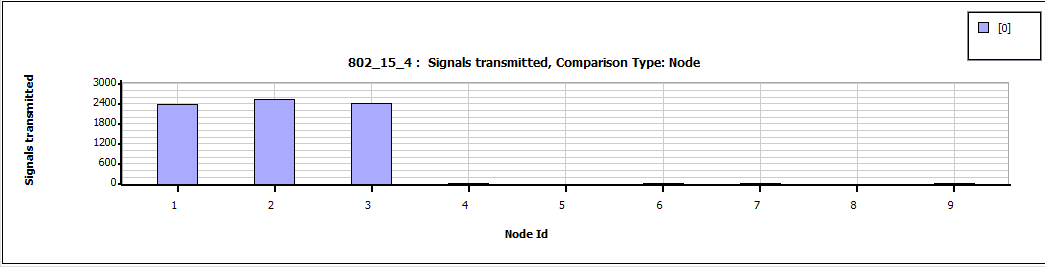 [0]
802_15_4 : Signals transmitted, Comparison Type: Node
Signals transmitted
3000
2400
1800
1200
600
0
1 2 3 4 5 6 7 8 9
Node Id